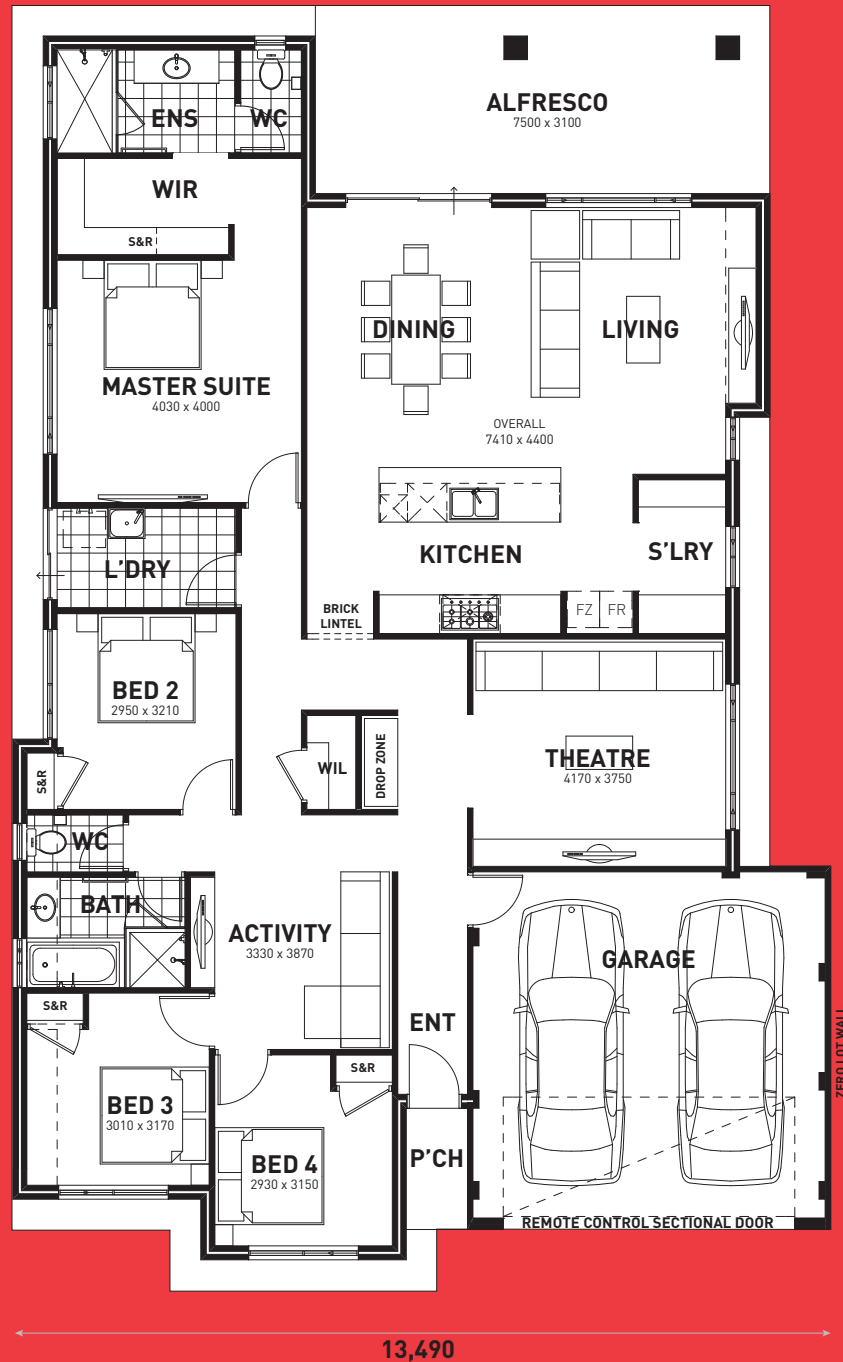 ENS
WC
ALFRESCO
7500 x 3100
WIR
S&R
DINING
LIVING
MASTER SUITE
4030 x 4000
OVERALL
7410 x 4400
KITCHEN
S'LRY
L'DRY
BRICK
LINTEL
FZ FR
BED 2
2950 x 3210
S&R
WIL
DROP ZONE
THEATRE
4170 x 3750
WC
BATH
ACTIVITY
3330 x 3870
GARAGE
S&R
ENT
ZERO LOT WALL
S&R
BED 3
3010 x 3170
BED 4
2930 x 3150
P'CH
REMOTE CONTROL SECTIONAL DOOR
13,490